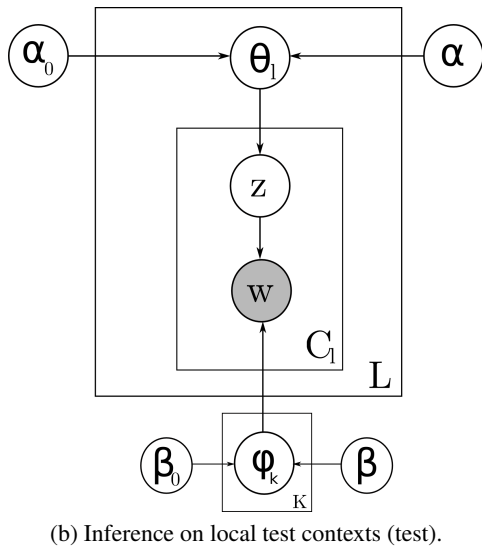 α₀ θₗ α
z
w
Cₗ
L
β₀ φₖ β
K
(b) Inference on local test contexts (test).